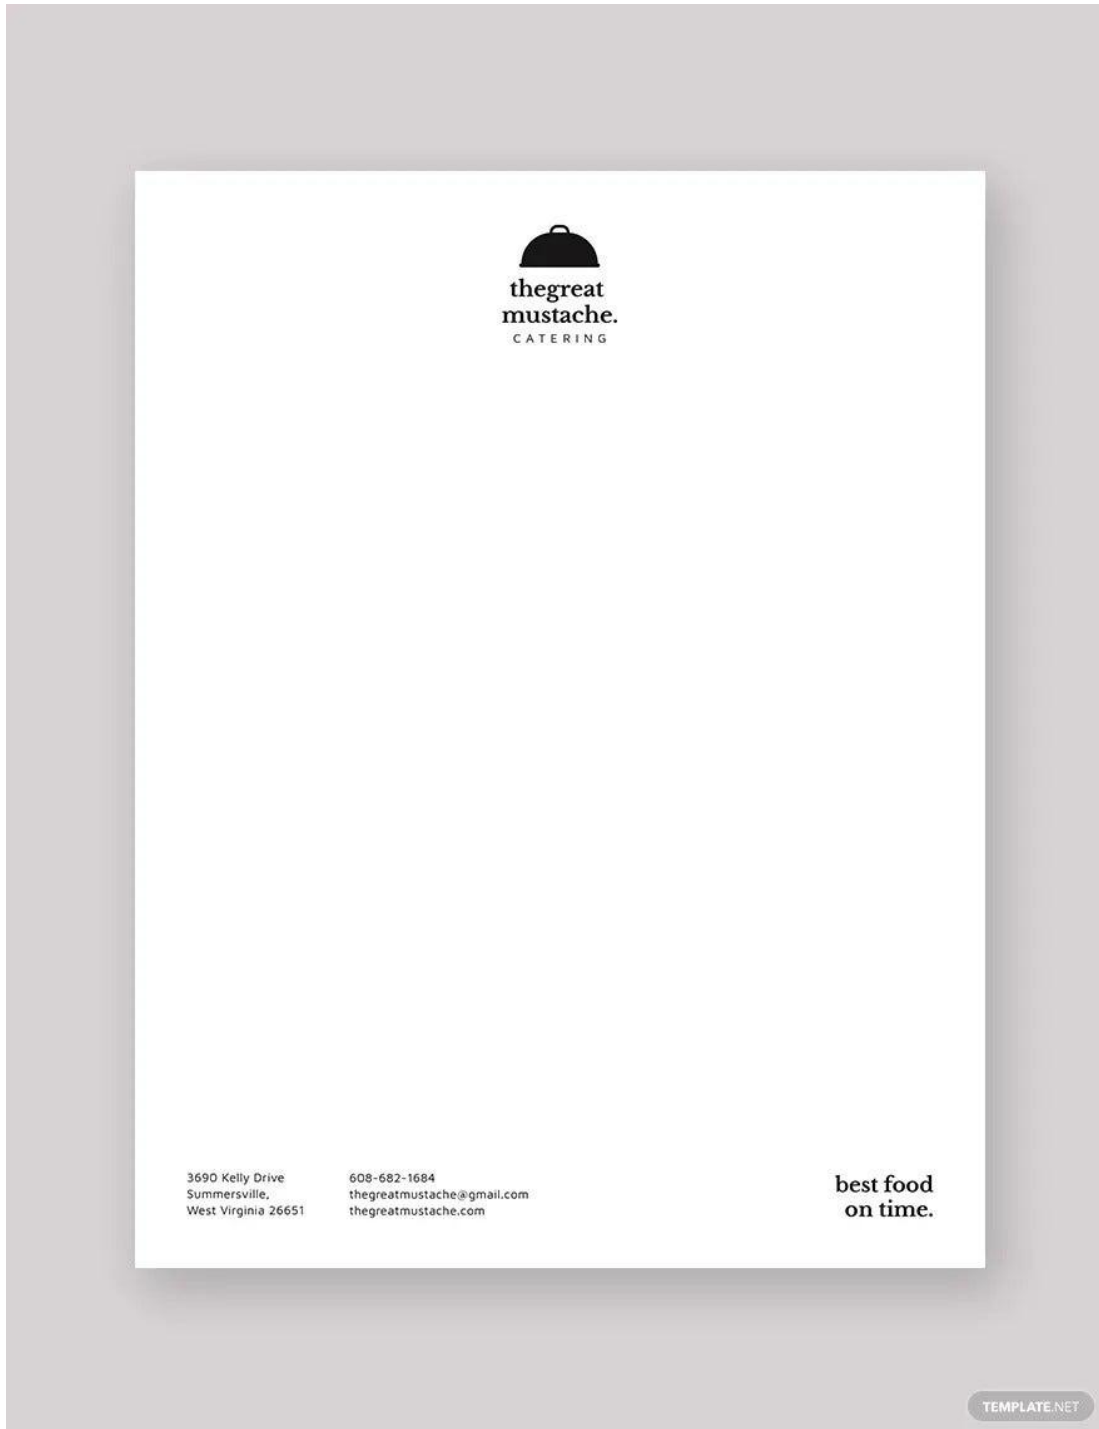 thegreat
mustache.
CATERING
3690 Kelly Drive
Summersville,
West Virginia 26651
608-682-1684
thegreatmustache@gmail.com
thegreatmustache.com
best food
on time.
TEMPLATE.NET